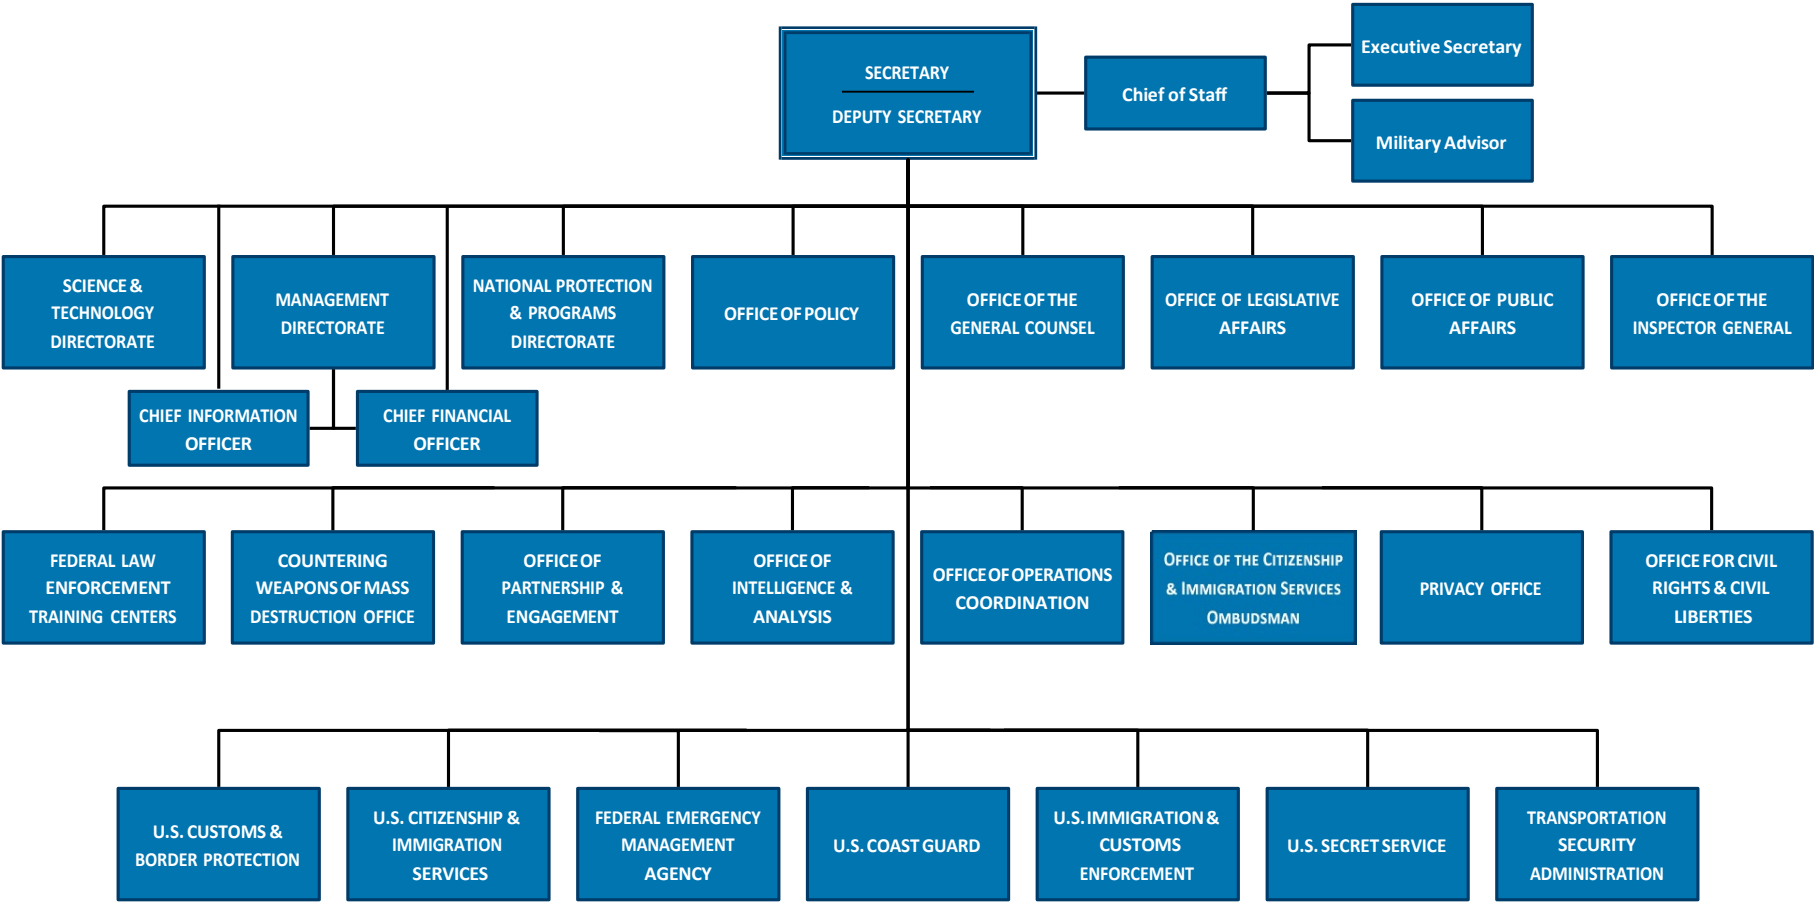 SECRETARY
DEPUTY SECRETARY
Chief of Staff
Executive Secretary
Military Advisor
SCIENCE &
TECHNOLOGY
DIRECTORATE
MANAGEMENT
DIRECTORATE
NATIONAL PROTECTION
& PROGRAMS
DIRECTORATE
OFFICE OF POLICY
OFFICE OF THE
GENERAL COUNSEL
OFFICE OF LEGISLATIVE
AFFAIRS
OFFICE OF PUBLIC
AFFAIRS
OFFICE OF THE
INSPECTOR GENERAL
CHIEF INFORMATION
OFFICER
CHIEF FINANCIAL
OFFICER
FEDERAL LAW
ENFORCEMENT
TRAINING CENTERS
COUNTERING
WEAPONS OF MASS
DESTRUCTION OFFICE
OFFICE OF
PARTNERSHIP &
ENGAGEMENT
OFFICE OF
INTELLIGENCE &
ANALYSIS
OFFICE OF OPERATIONS
COORDINATION
OFFICE OF THE CITIZENSHIP
& IMMIGRATION SERVICES
OMBUDSMAN
PRIVACY OFFICE
OFFICE FOR CIVIL
RIGHTS & CIVIL
LIBERTIES
U.S. CUSTOMS &
BORDER PROTECTION
U.S. CITIZENSHIP &
IMMIGRATION
SERVICES
FEDERAL EMERGENCY
MANAGEMENT
AGENCY
U.S. COAST GUARD
U.S. IMMIGRATION &
CUSTOMS
ENFORCEMENT
U.S. SECRET SERVICE
TRANSPORTATION
SECURITY
ADMINISTRATION